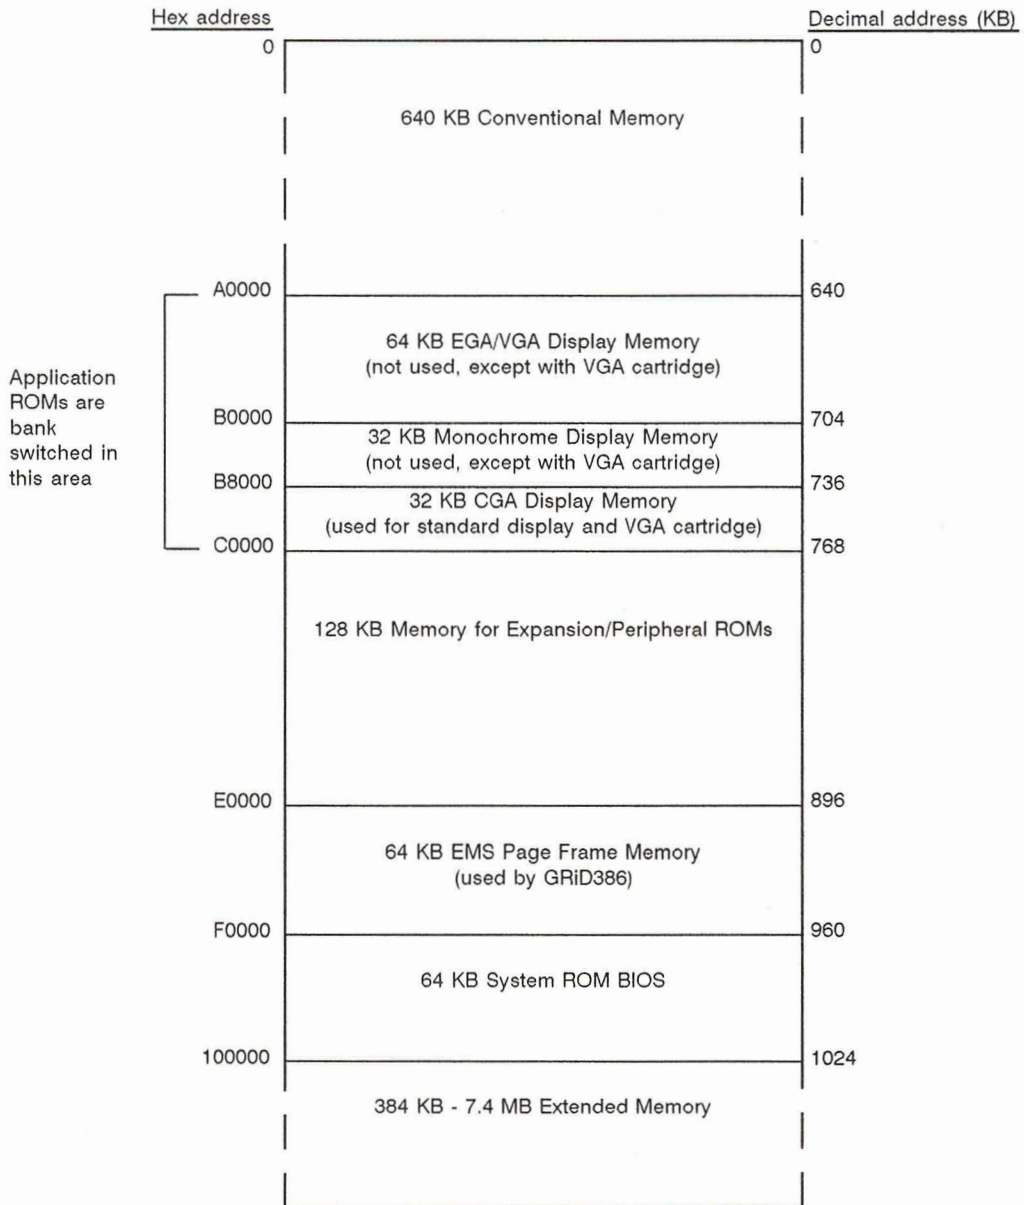 Hex address
Decimal address (KB)
0
0
640 KB Conventional Memory
A0000
640
64 KB EGA/VGA Display Memory
(not used, except with VGA cartridge)
Application
ROMs are
bank
switched in
this area
B0000
704
32 KB Monochrome Display Memory
(not used, except with VGA cartridge)
B8000
736
32 KB CGA Display Memory
(used for standard display and VGA cartridge)
C0000
768
128 KB Memory for Expansion/Peripheral ROMs
E0000
896
64 KB EMS Page Frame Memory
(used by GRiD386)
F0000
960
64 KB System ROM BIOS
100000
1024
384 KB - 7.4 MB Extended Memory